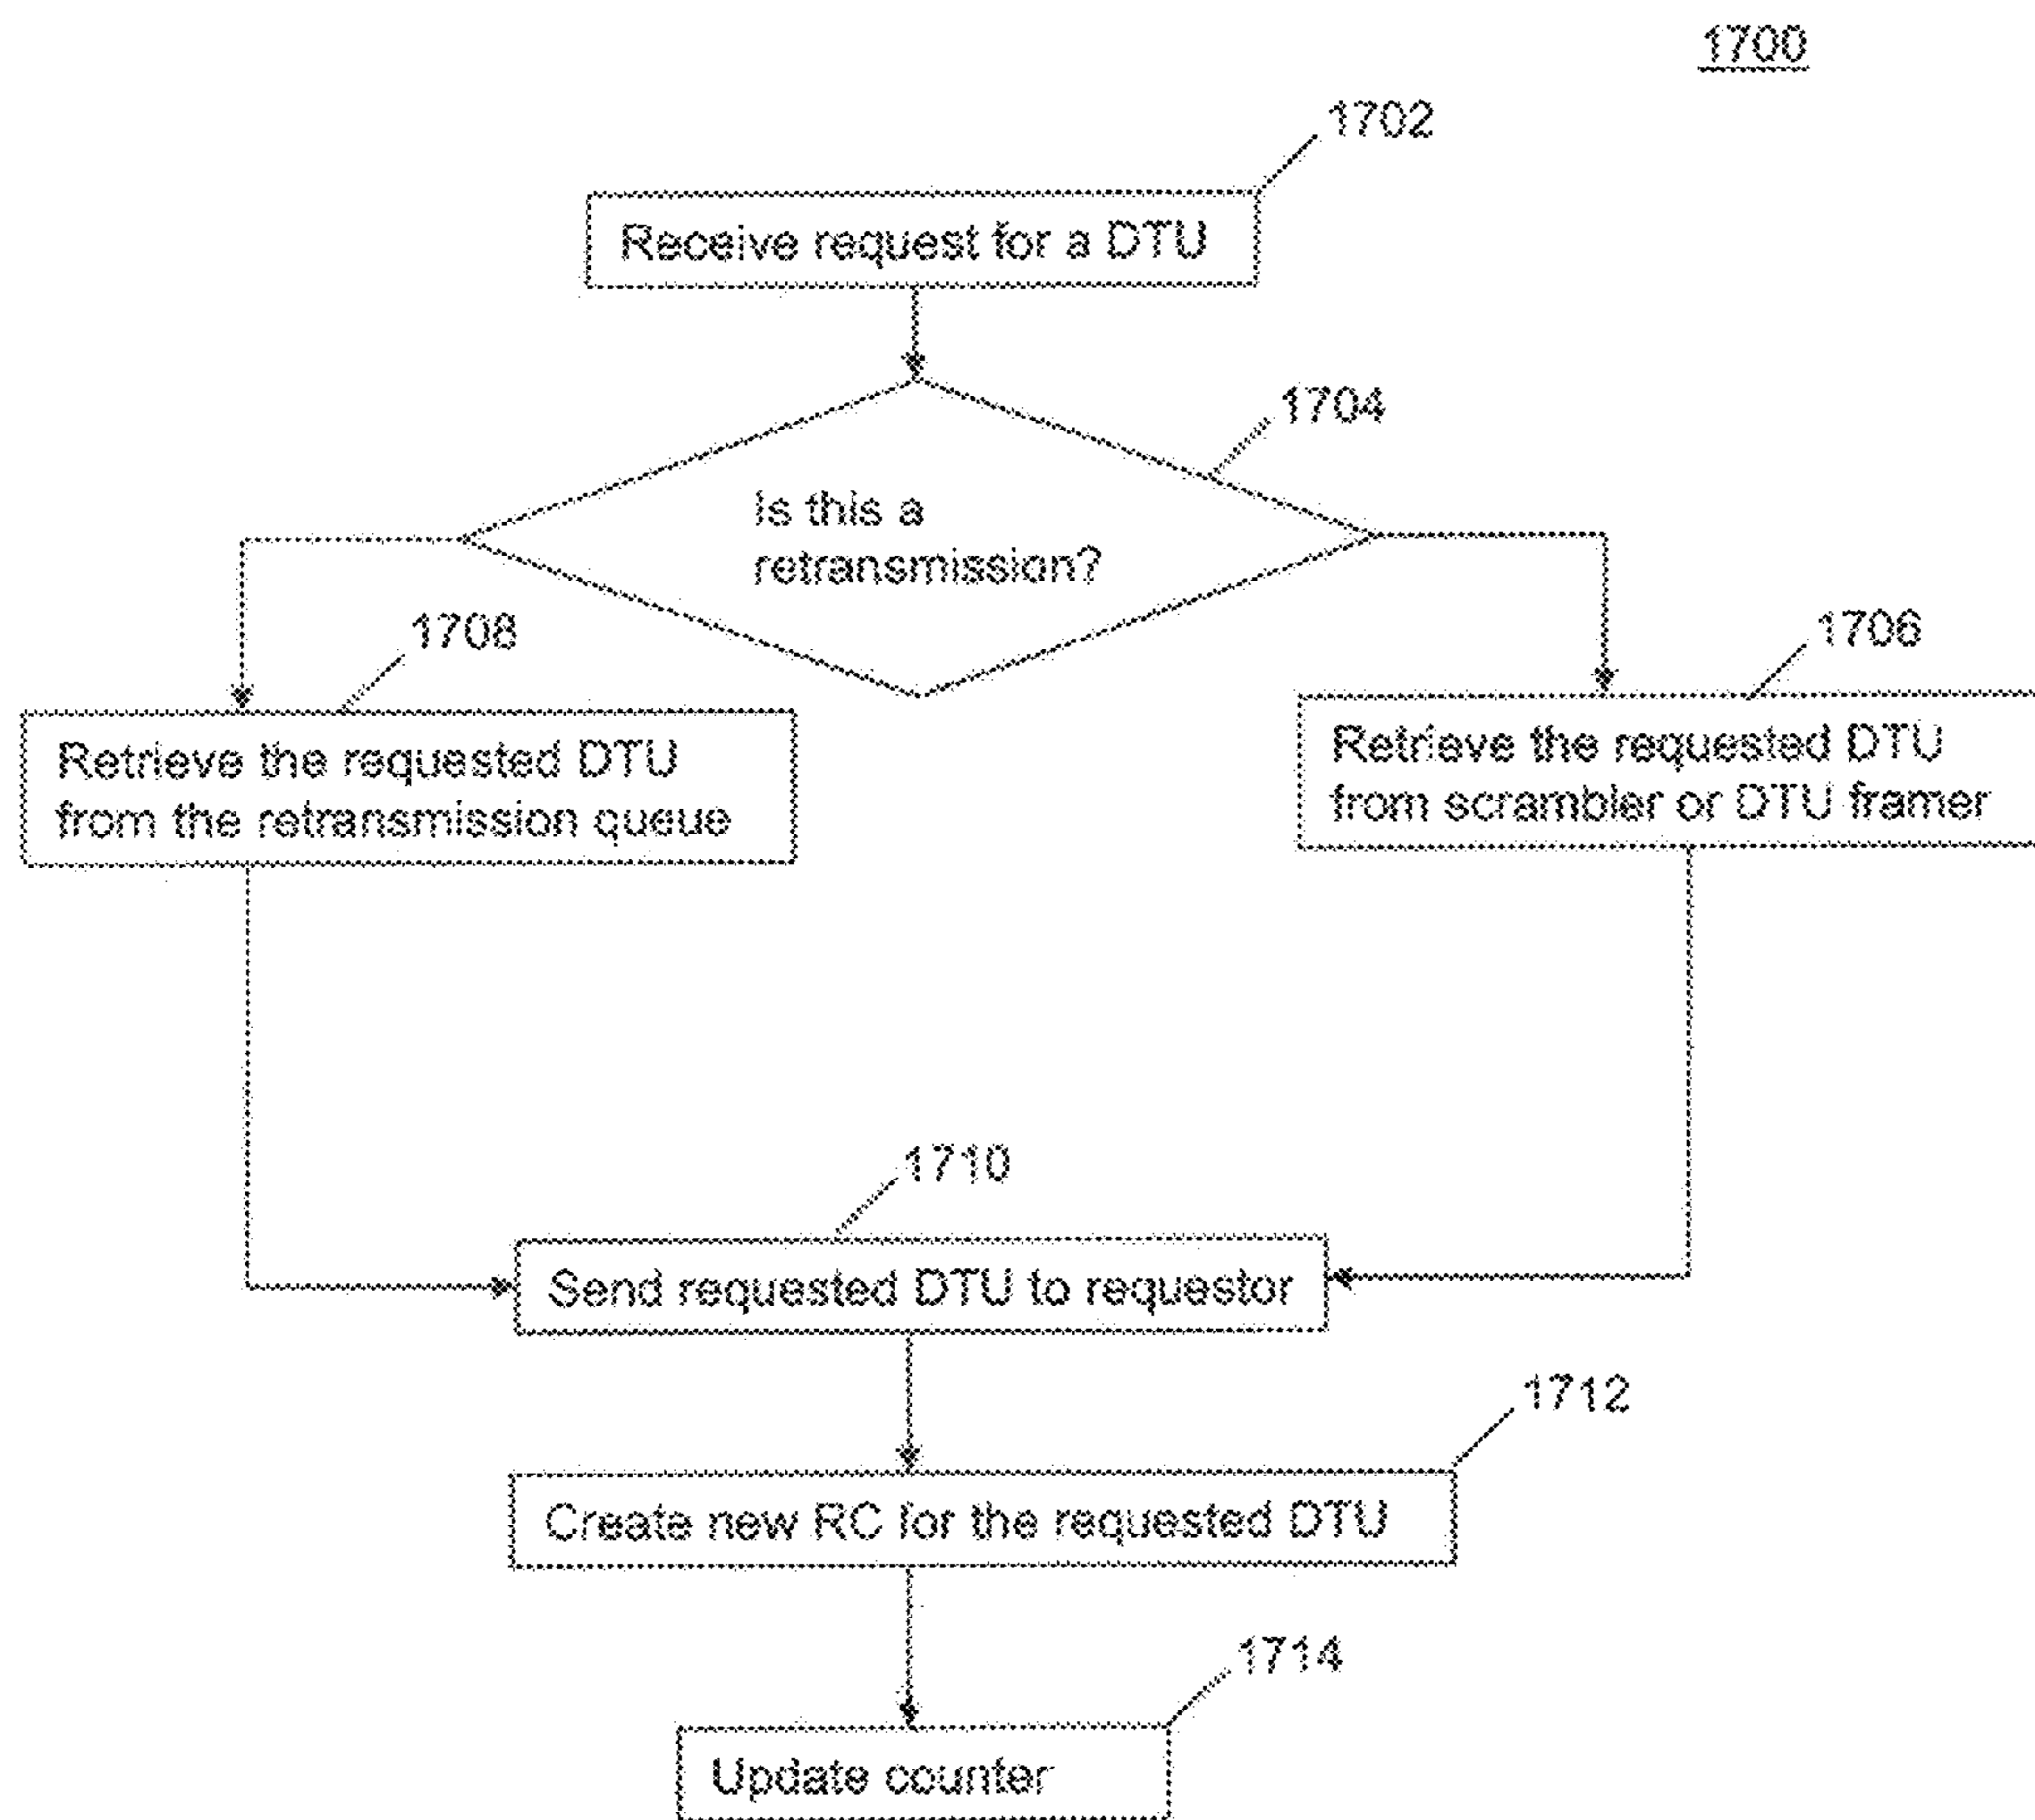 1700
1702
Receive request for a DTU
1704
Is this a
retransmission?
1708
1706
Retrieve the requested DTU
from the retransmission queue
Retrieve the requested DTU
from scrambler or DTU framer
1710
Send requested DTU to requestor
1712
Create new RC for the requested DTU
1714
Update counter